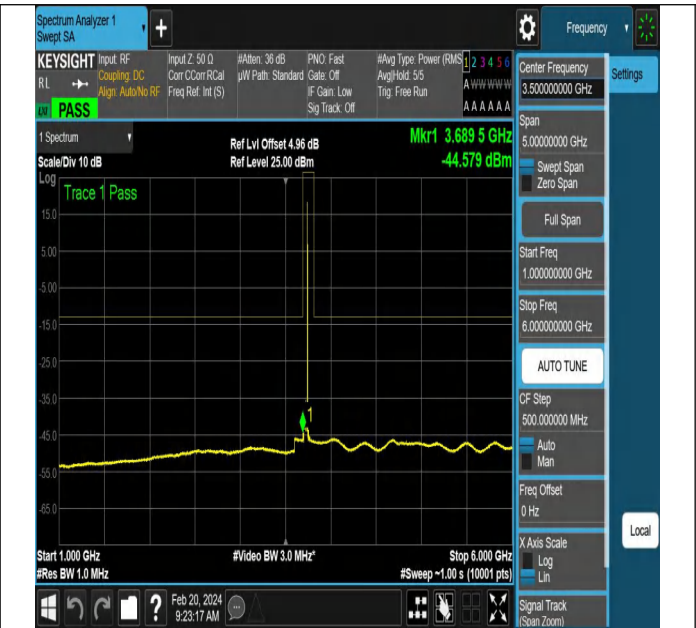 Spectrum Analyzer 1
Swept SA
+
Frequency
KEYSIGHT
Input: RF
Coupling: DC
Align: Auto/No RF
Input Z: 50 Ω
Corr CCorr RCal
Freq Ref: Int (S)
#Atten: 36 dB
µW Path: Standard
PNO: Fast
Gate: Off
IF Gain: Low
Sig Track: Off
#Avg Type: Power (RMS
Avg|Hold: 5/5
Trig: Free Run
1 2 3 4 5 6
A W W W W W
A A A A A A
RL
LXI
PASS
Center Frequency
3.500000000 GHz
Settings
Span
5.00000000 GHz
Swept Span
Zero Span
Full Span
Start Freq
1.000000000 GHz
Stop Freq
6.000000000 GHz
AUTO TUNE
CF Step
500.000000 MHz
Auto
Man
Freq Offset
0 Hz
X Axis Scale
Log
Lin
Signal Track
(Span Zoom)
Local
1 Spectrum
Scale/Div 10 dB
Log
Ref Lvl Offset 4.96 dB
Ref Level 25.00 dBm
Mkr1 3.689 5 GHz
-44.579 dBm
Trace 1 Pass
15.0
5.00
-5.00
-15.0
-25.0
-35.0
1
-45.0
-55.0
-65.0
Start 1.000 GHz
#Res BW 1.0 MHz
#Video BW 3.0 MHz*
Stop 6.000 GHz
#Sweep ~1.00 s (10001 pts)
?
Feb 20, 2024
9:23:17 AM